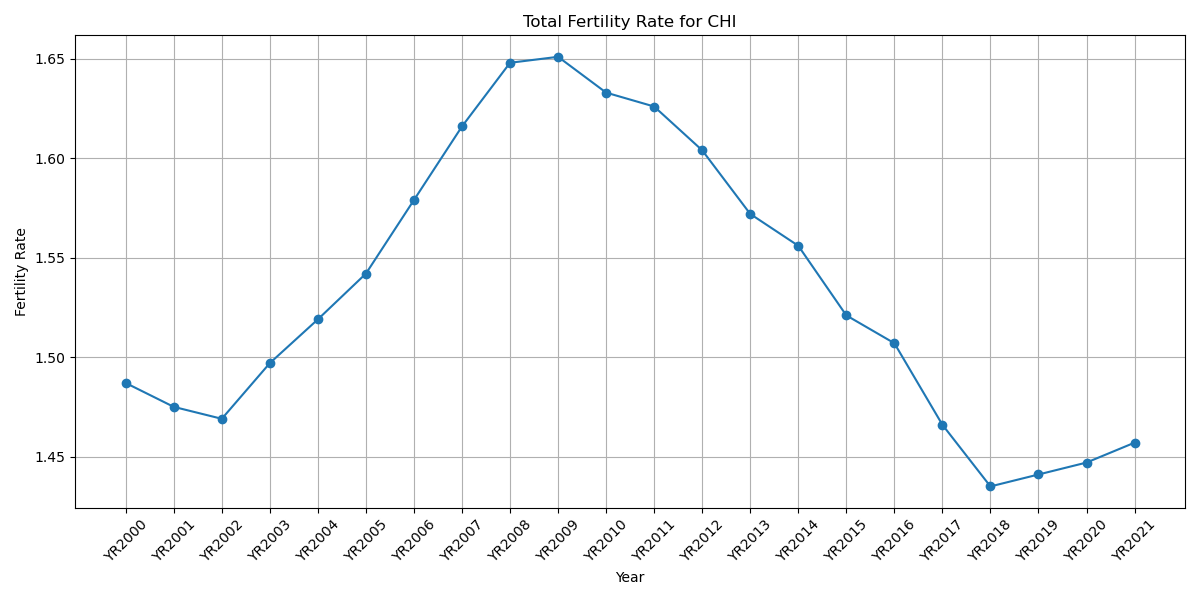 Total Fertility Rate for CHI
1.65
1.60
1.55
1.50
1.45
Fertility Rate
YR2000
YR2001
YR2002
YR2003
YR2004
YR2005
YR2006
YR2007
YR2008
YR2009
YR2010
YR2011
YR2012
YR2013
YR2014
YR2015
YR2016
YR2017
YR2018
YR2019
YR2020
YR2021
Year